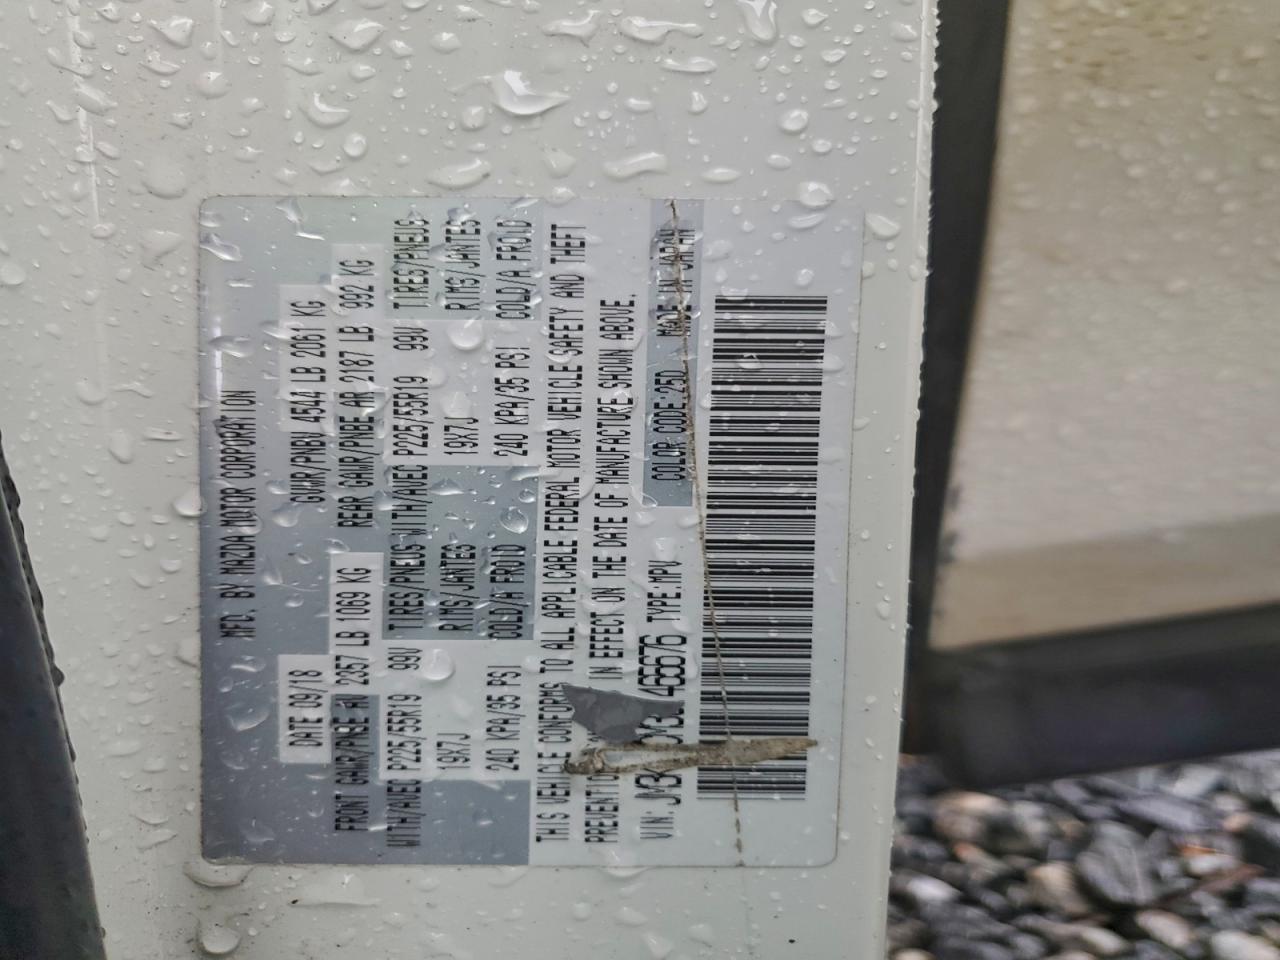 MFC. BY MAZDA MOTOR CORPORATION
DATE 09/18 GVWR/PNBV 4544 LB 2061 KG
FRONT GAWR/PNBE AV 2357 LB 1069 KG REAR GAWR/PNBE AR 2187 LB 992 KG
WITH/AVEC P225/55R19 99V TIRES/PNEUS WITH/AVEC P225/55R19 99V TIRES/PNEUS
19X7J RIMS/JANTES 19X7J RIMS/JANTES
240 KPA/35 PSI COLD/A FROID 240 KPA/35 PSI COLD/A FROID
THIS VEHICLE CONFORMS TO ALL APPLICABLE FEDERAL MOTOR VEHICLE SAFETY AND THEFT
PREVENTION IN EFFECT ON THE DATE OF MANUFACTURE SHOWN ABOVE.
VIN: 466676 TYPE:MPV COLOR CODE:25D MADE IN JAPAN